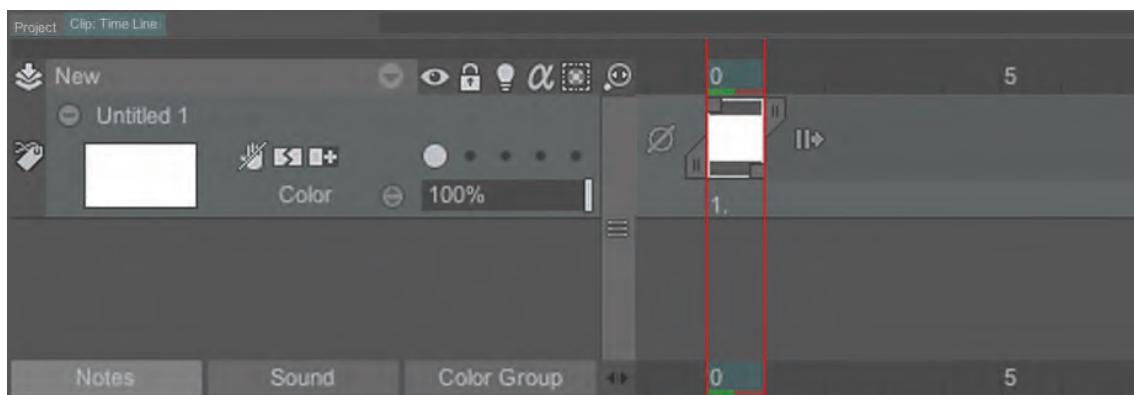 Project Clip: Time Line
New α 0 5
Untitled 1
Color 100%
1.
Notes Sound Color Group 0 5